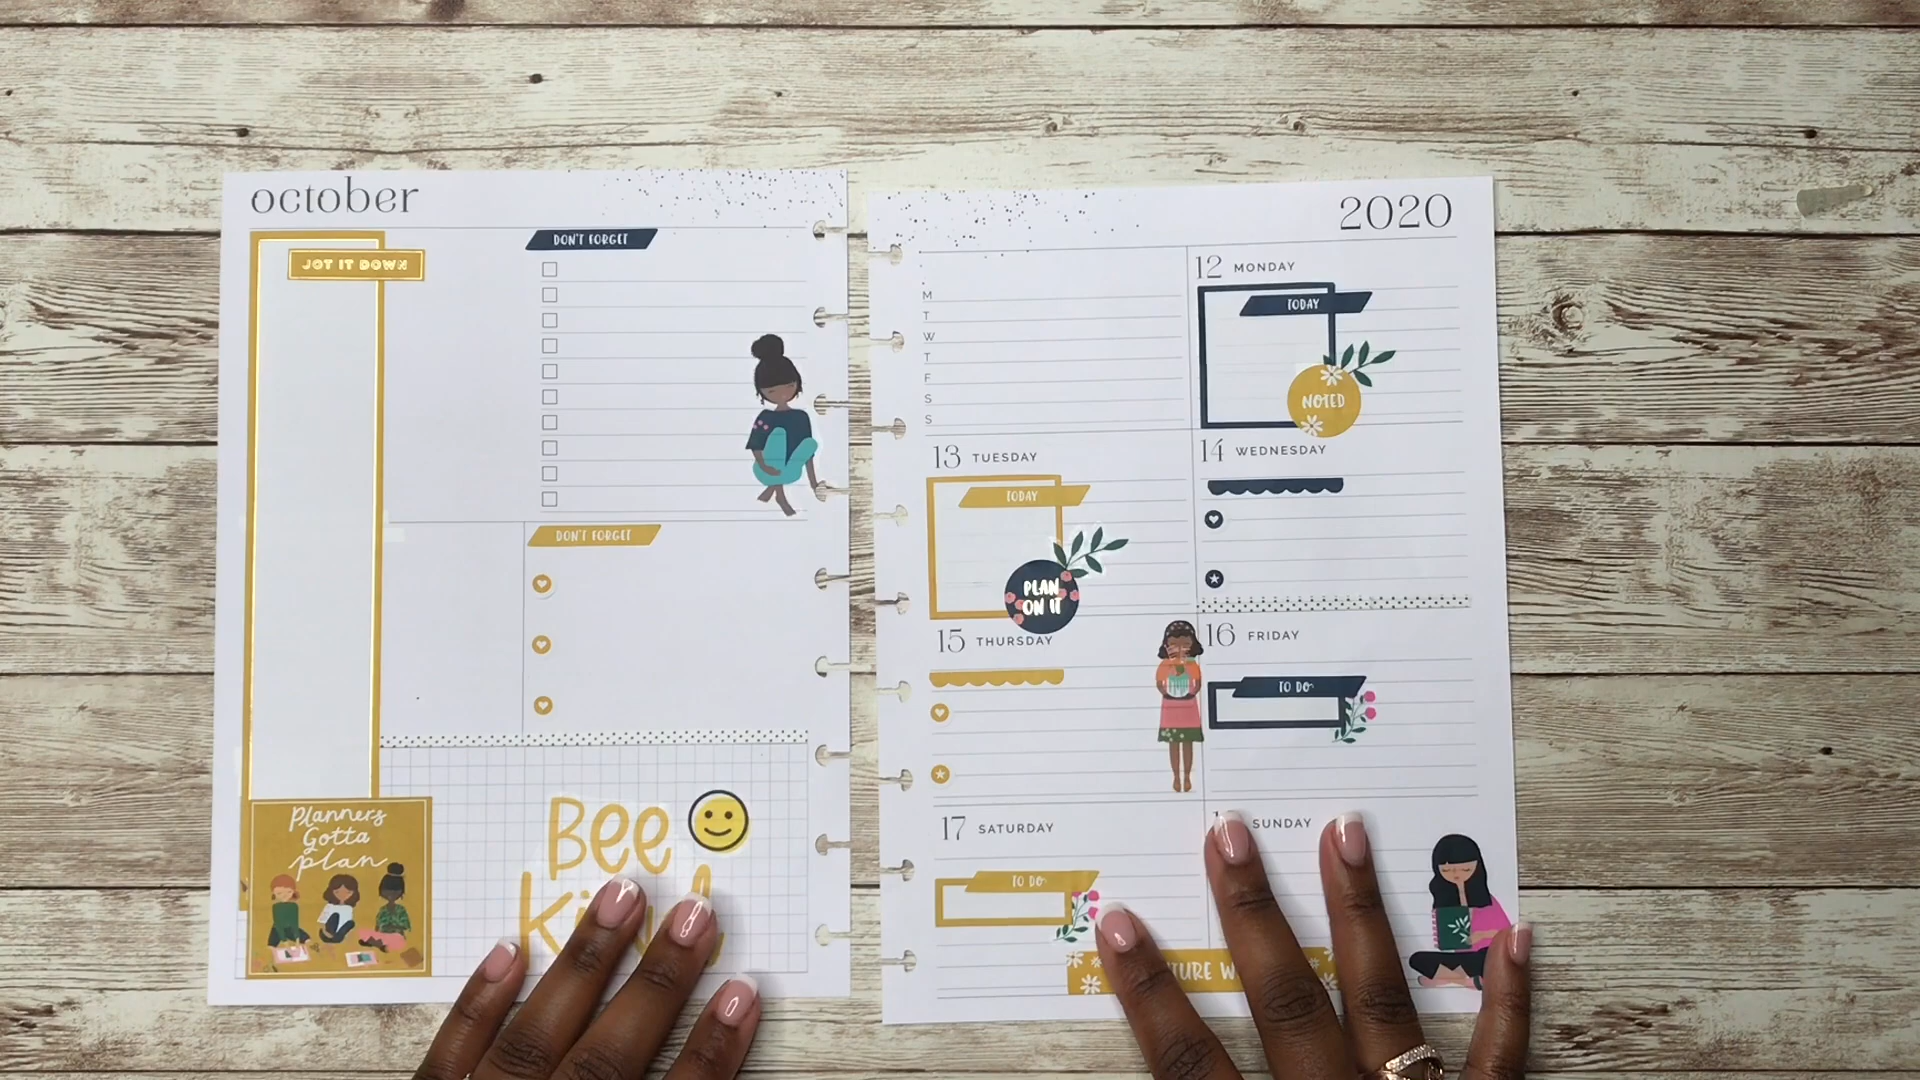 october
JOT IT DOWN
DON'T FORGET
DON'T FORGET
Planners
Gotta
plan
Bee
2020
M
T
W
T
F
S
S
12 MONDAY
TODAY
NOTED
13 TUESDAY
TODAY
PLAN
ON IT
14 WEDNESDAY
15 THURSDAY
16 FRIDAY
TO DO
17 SATURDAY
TO DO
SUNDAY